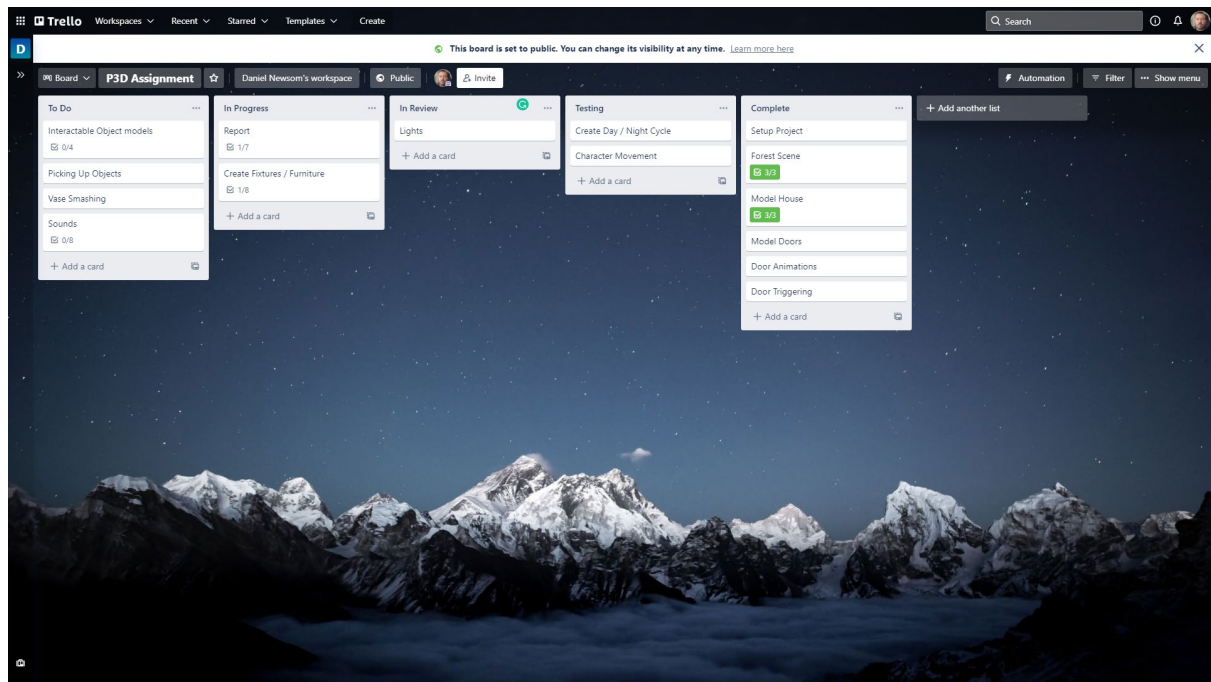 Trello Workspaces Recent Starred Templates Create Search
D
This board is set to public. You can change its visibility at any time. Learn more here
Board P3D Assignment Daniel Newsom's workspace Public Invite Automation Filter Show menu
To Do
Interactable Object models
0/4
Picking Up Objects
Vase Smashing
Sounds
0/8
+ Add a card
In Progress
Report
1/7
Create Fixtures / Furniture
1/8
+ Add a card
In Review
Lights
+ Add a card
Testing
Create Day / Night Cycle
Character Movement
+ Add a card
Complete
Setup Project
Forest Scene
3/3
Model House
3/3
Model Doors
Door Animations
Door Triggering
+ Add a card
+ Add another list